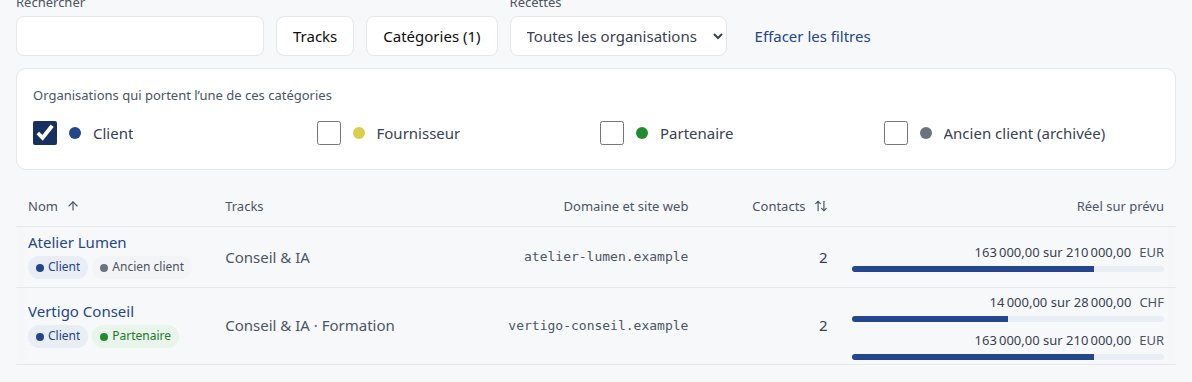 Rechercher
Recettes
Tracks
Catégories (1)
Toutes les organisations
Effacer les filtres
Organisations qui portent l’une de ces catégories
Client
Fournisseur
Partenaire
Ancien client (archivée)
Nom ↑ Tracks Domaine et site web Contacts ↑↓ Réel sur prévu
Atelier Lumen
Client Ancien client
Conseil & IA
atelier-lumen.example
2
163 000,00 sur 210 000,00 EUR
Vertigo Conseil
Client Partenaire
Conseil & IA · Formation
vertigo-conseil.example
2
14 000,00 sur 28 000,00 CHF
163 000,00 sur 210 000,00 EUR